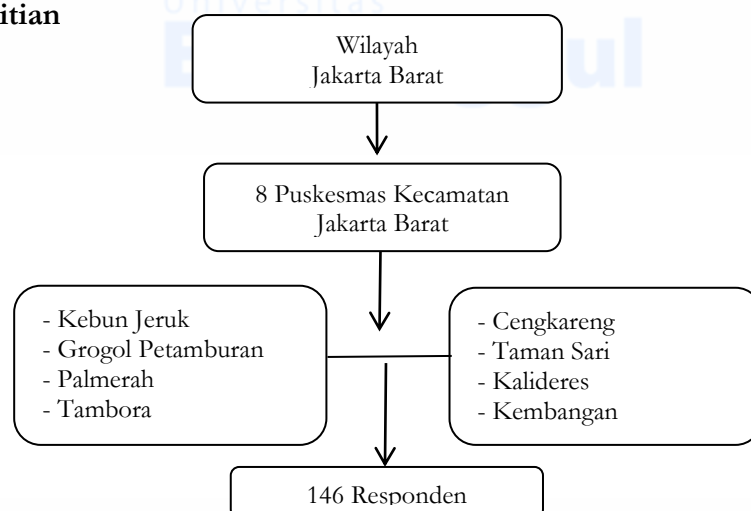 itian
Universitas
Wilayah
Jakarta Barat
8 Puskesmas Kecamatan
Jakarta Barat
- Kebun Jeruk
- Grogol Petamburan
- Palmerah
- Tambora
- Cengkareng
- Taman Sari
- Kalideres
- Kembangan
146 Responden